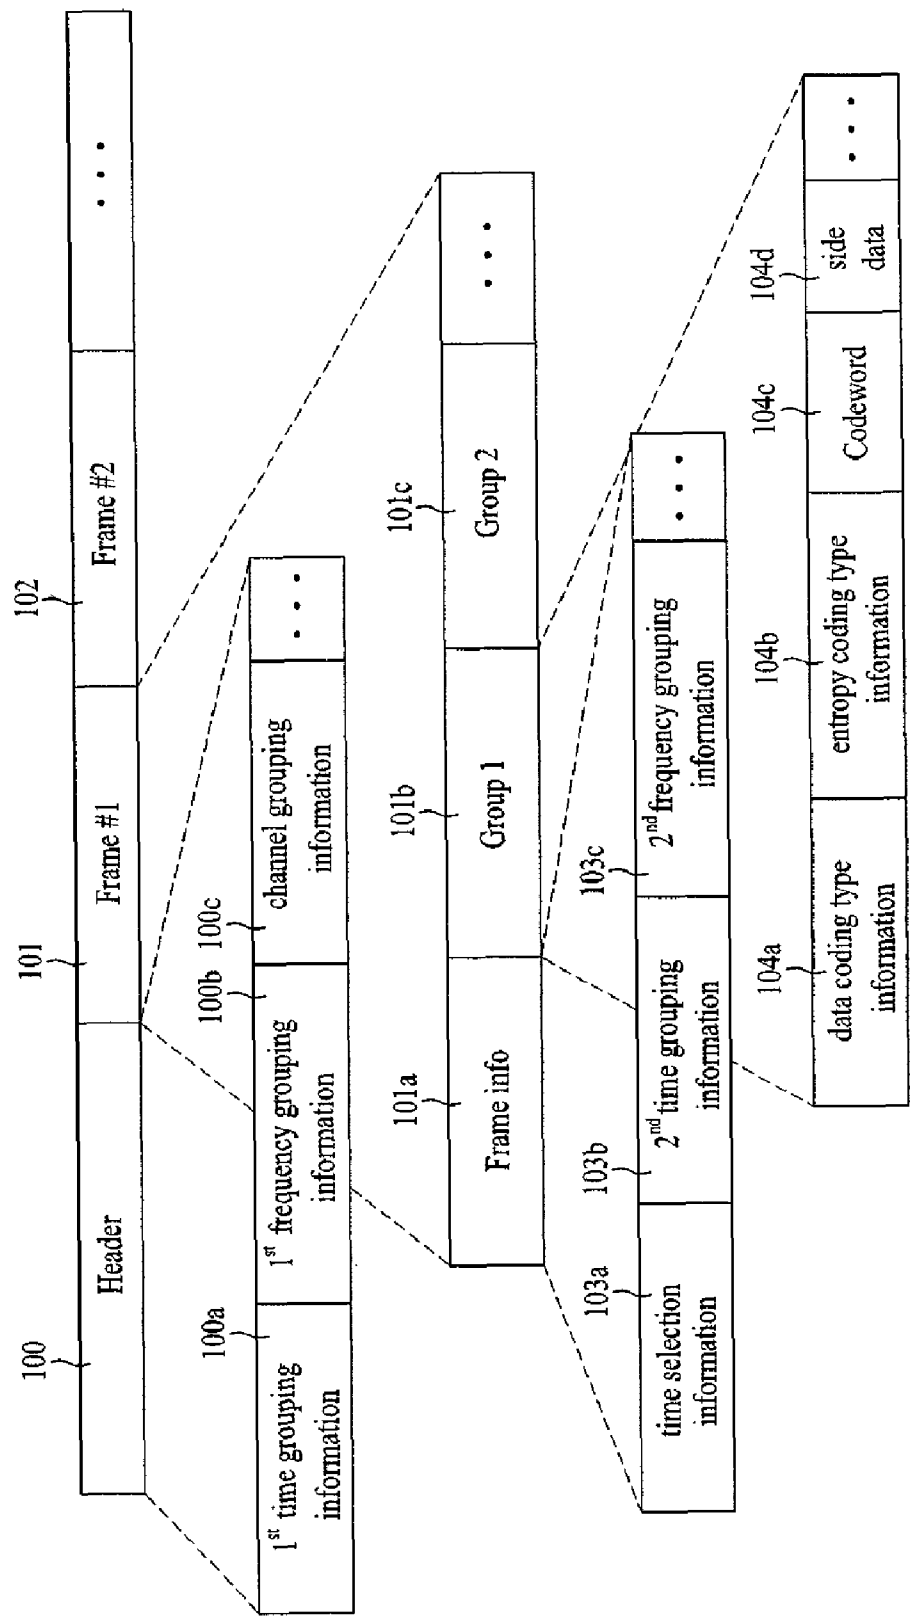 100
101
102
Header
Frame #1
Frame #2
• • •
100a
100b
100c
1st time grouping
information
1st frequency grouping
information
channel grouping
information
• • •
101a
101b
101c
Frame info
Group 1
Group 2
• • •
103a
103b
103c
time selection
information
2nd time grouping
information
2nd frequency grouping
information
• • •
104a
104b
104c
104d
data coding type
information
entropy coding type
information
Codeword
side
data
• • •